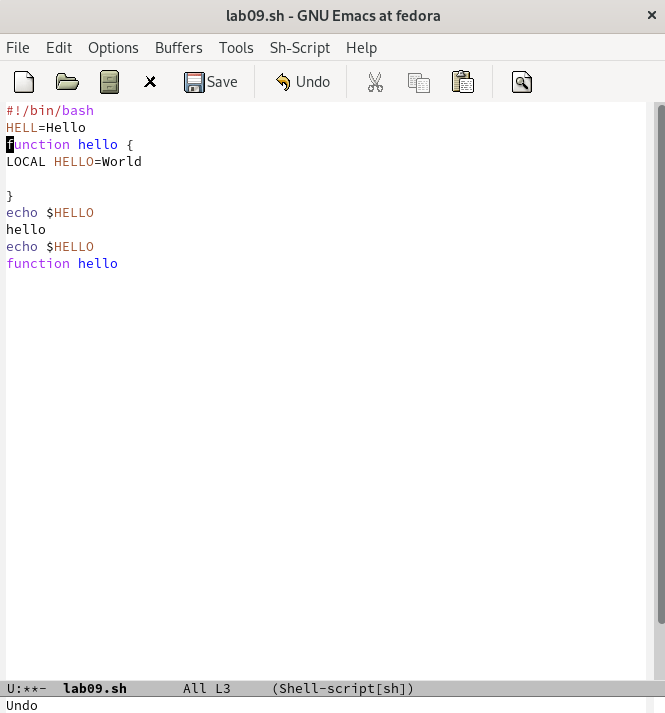 lab09.sh - GNU Emacs at fedora ×
File Edit Options Buffers Tools Sh-Script Help
Save Undo
#!/bin/bash
HELL=Hello
function hello {
LOCAL HELLO=World
}
echo $HELLO
hello
echo $HELLO
function hello
U:**- lab09.sh All L3 (Shell-script[sh])
Undo